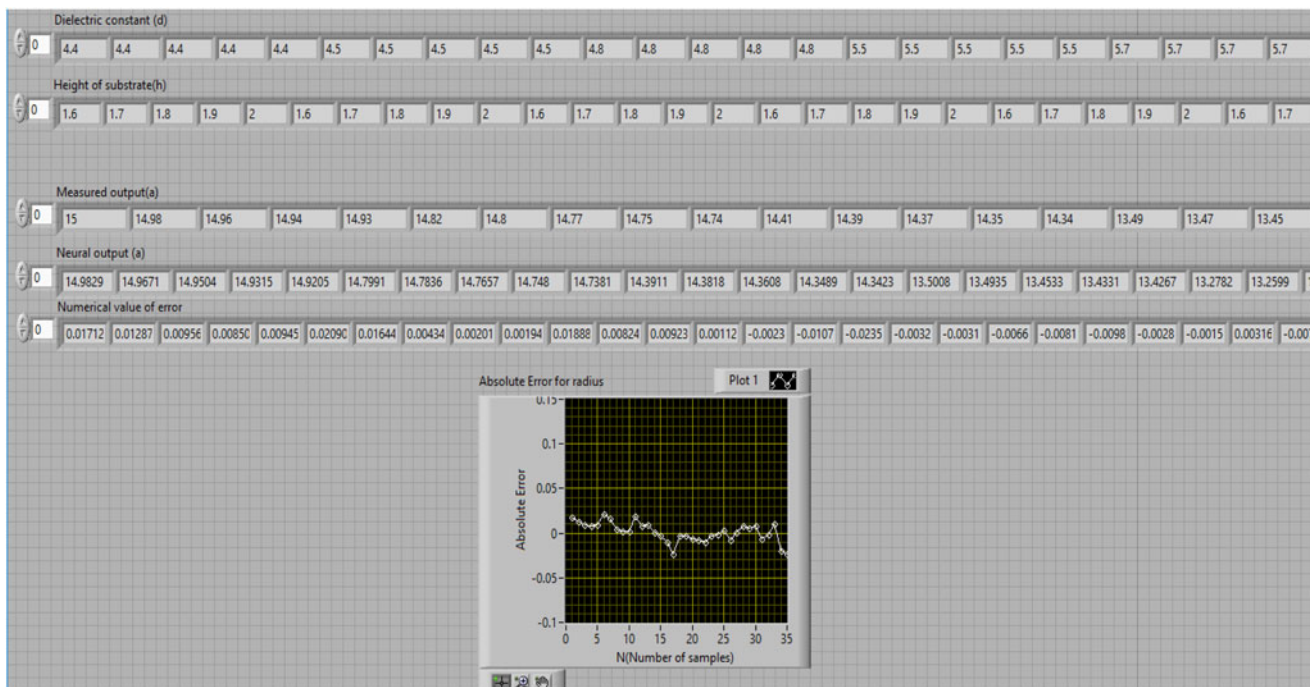 Dielectric constant (d)
0 4.4 4.4 4.4 4.4 4.4 4.5 4.5 4.5 4.5 4.5 4.8 4.8 4.8 4.8 4.8 5.5 5.5 5.5 5.5 5.5 5.7 5.7 5.7 5.7
Height of substrate(h)
0 1.6 1.7 1.8 1.9 2 1.6 1.7 1.8 1.9 2 1.6 1.7 1.8 1.9 2 1.6 1.7 1.8 1.9 2 1.6 1.7 1.8 1.9 2 1.6 1.7
Measured output(a)
0 15 14.98 14.96 14.94 14.93 14.82 14.8 14.77 14.75 14.74 14.41 14.39 14.37 14.35 14.34 13.49 13.47 13.45
Neural output (a)
0 14.9829 14.9671 14.9504 14.9315 14.9205 14.7991 14.7836 14.7657 14.748 14.7381 14.3911 14.3818 14.3608 14.3489 14.3423 13.5008 13.4935 13.4533 13.4331 13.4267 13.2782 13.2599
Numerical value of error
0 0.01712 0.01287 0.00956 0.00850 0.00945 0.02090 0.01644 0.00434 0.00201 0.00194 0.01888 0.00824 0.00923 0.00112 -0.0023 -0.0107 -0.0235 -0.0032 -0.0031 -0.0066 -0.0081 -0.0098 -0.0028 -0.0015 0.00316
Absolute Error for radius
Plot 1
0.15
0.1
0.05
0
-0.05
-0.1
Absolute Error
0 5 10 15 20 25 30 35
N(Number of samples)